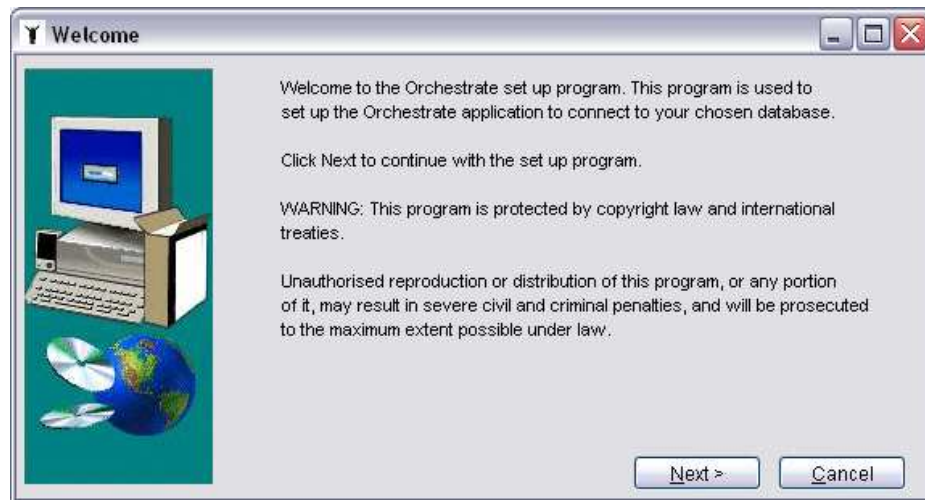 Welcome
Welcome to the Orchestrate set up program. This program is used to
set up the Orchestrate application to connect to your chosen database.
Click Next to continue with the set up program.
WARNING: This program is protected by copyright law and international
treaties.
Unauthorised reproduction or distribution of this program, or any portion
of it, may result in severe civil and criminal penalties, and will be prosecuted
to the maximum extent possible under law.
Next >
Cancel